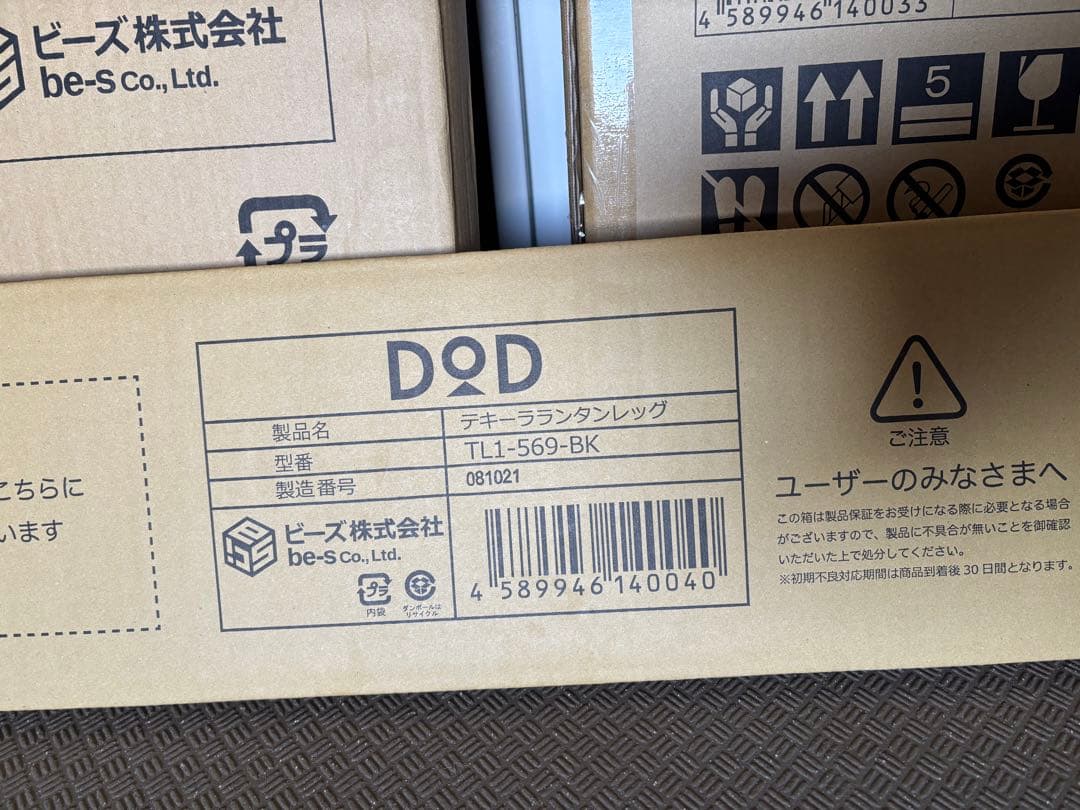 ビーズ株式会社
be-s Co., Ltd.
プラ
4 589946 140033
5
DOD
製品名 テキーラランタンレッグ
型番 TL1-569-BK
製造番号 081021
ビーズ株式会社
be-s Co., Ltd.
プラ
内袋
ダンボールは
リサイクル
4 589946 140040
こちらに
います
ご注意
ユーザーのみなさまへ
この箱は製品保証をお受けになる際に必要となる場合
がございますので、製品に不具合が無いことを御確認
いただいた上で処分してください。
※初期不良対応期間は商品到着後30日間となります。